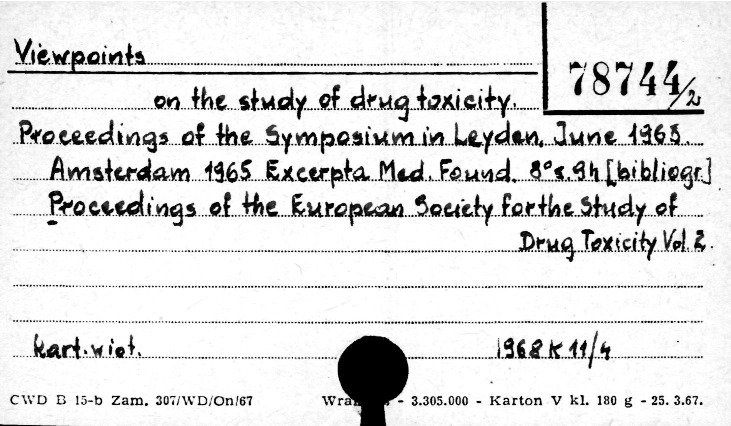 Viewpoints
78744/2
on the study of drug toxicity.
Proceedings of the Symposium in Leyden, June 1963.
Amsterdam 1965 Excerpta Med. Found. 8° s. 94 [bibliogr.]
Proceedings of the European Society for the Study of
Drug Toxicity Vol. 2.
kart. wiol. 1968 K 11/4
CWD B 15-b Zam. 307/WD/On/67 - 3.305.000 - Karton V kl. 180 g - 25. 3.67.